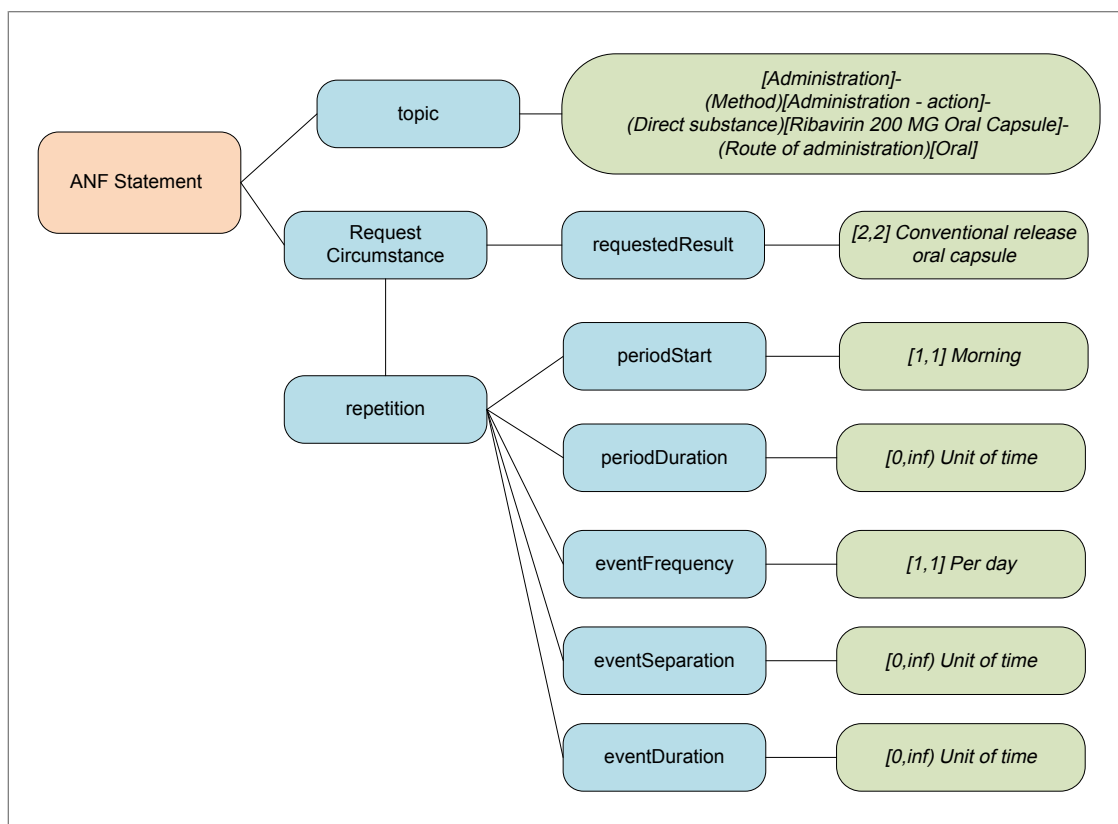 [Administration]-
(Method)[Administration - action]-
(Direct substance)[Ribavirin 200 MG Oral Capsule]-
(Route of administration)[Oral]
topic
ANF Statement
Request
Circumstance
requestedResult
[2,2] Conventional release
oral capsule
periodStart
[1,1] Morning
repetition
periodDuration
[0,inf) Unit of time
eventFrequency
[1,1] Per day
eventSeparation
[0,inf) Unit of time
eventDuration
[0,inf) Unit of time